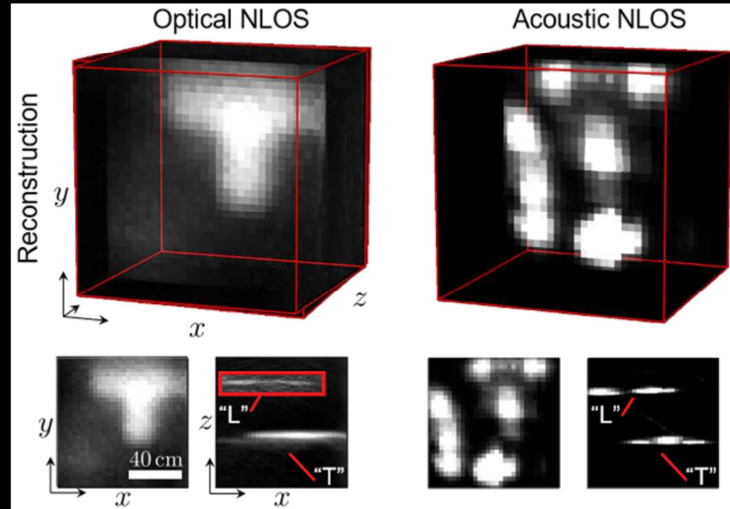 Optical NLOS
Acoustic NLOS
Reconstruction
y
x
z
y
x
40 cm
z
x
"L"
"T"
"L"
"T"